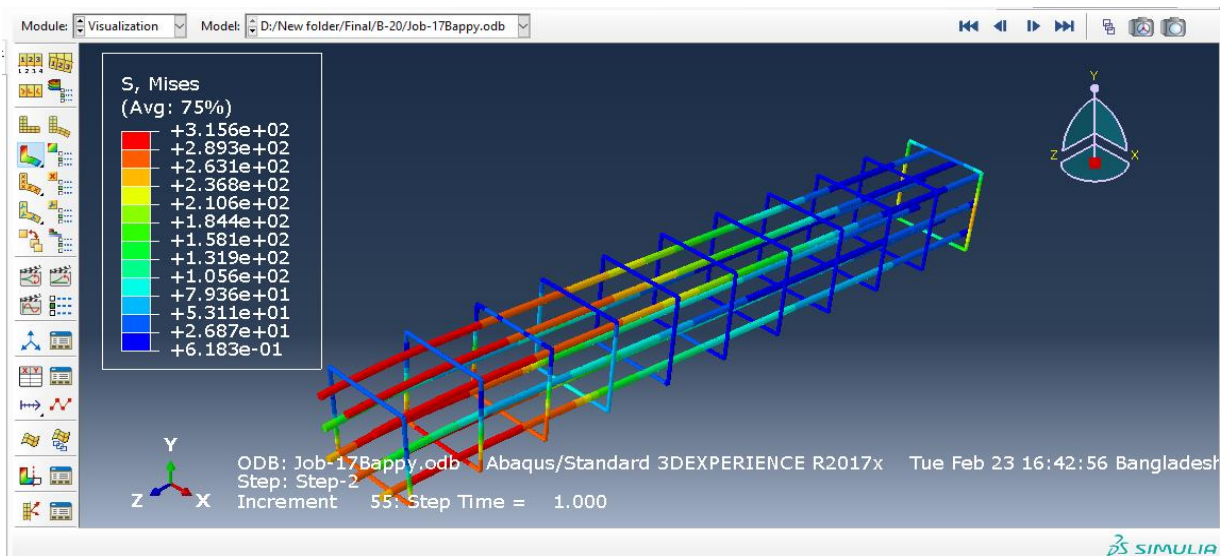 Module: Visualization Model: D:/New folder/Final/B-20/Job-17Bappy.odb
S, Mises
(Avg: 75%)
+3.156e+02
+2.893e+02
+2.631e+02
+2.368e+02
+2.106e+02
+1.844e+02
+1.581e+02
+1.319e+02
+1.056e+02
+7.936e+01
+5.311e+01
+2.687e+01
+6.183e-01
Y
Z X
Y
Z X
ODB: Job-17Bappy.odb Abaqus/Standard 3DEXPERIENCE R2017x Tue Feb 23 16:42:56 Bangladesh
Step: Step-2
Increment 55: Step Time = 1.000
SIMULIA